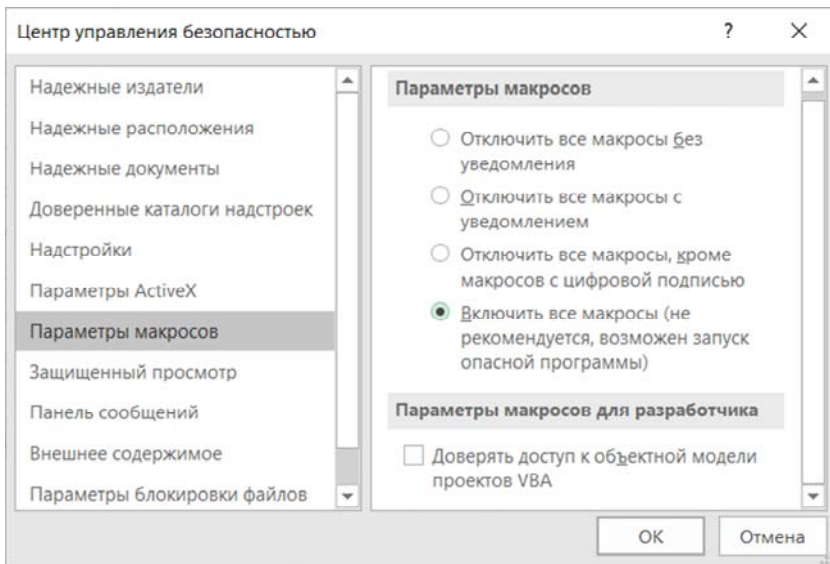 Центр управления безопасностью
?
Надежные издатели
Надежные расположения
Надежные документы
Доверенные каталоги надстроек
Надстройки
Параметры ActiveX
Параметры макросов
Защищенный просмотр
Панель сообщений
Внешнее содержимое
Параметры блокировки файлов
Параметры макросов
Отключить все макросы без
уведомления
Отключить все макросы с
уведомлением
Отключить все макросы, кроме
макросов с цифровой подписью
Включить все макросы (не
рекомендуется, возможен запуск
опасной программы)
Параметры макросов для разработчика
Доверять доступ к объектной модели
проектов VBA
ОК
Отмена